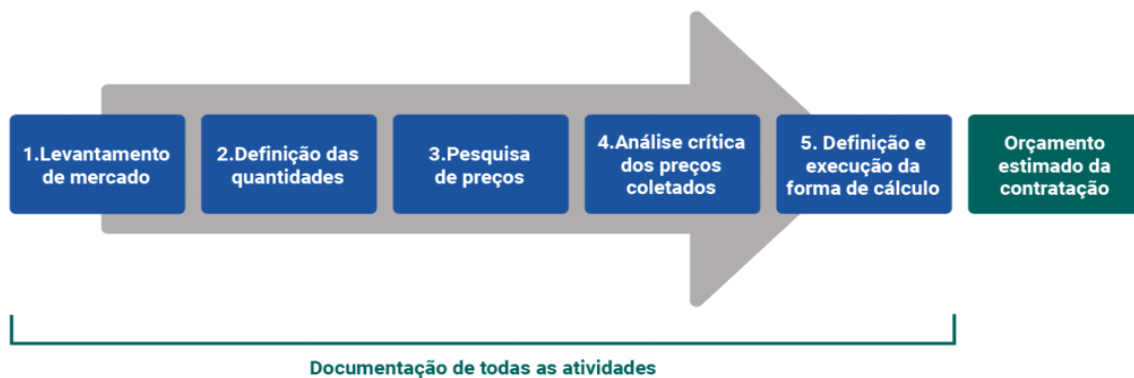 1.Levantamento
de mercado
2.Definição das
quantidades
3.Pesquisa
de preços
4.Análise crítica
dos preços
coletados
5. Definição e
execução da
forma de cálculo
Orçamento
estimado da
contratação
Documentação de todas as atividades